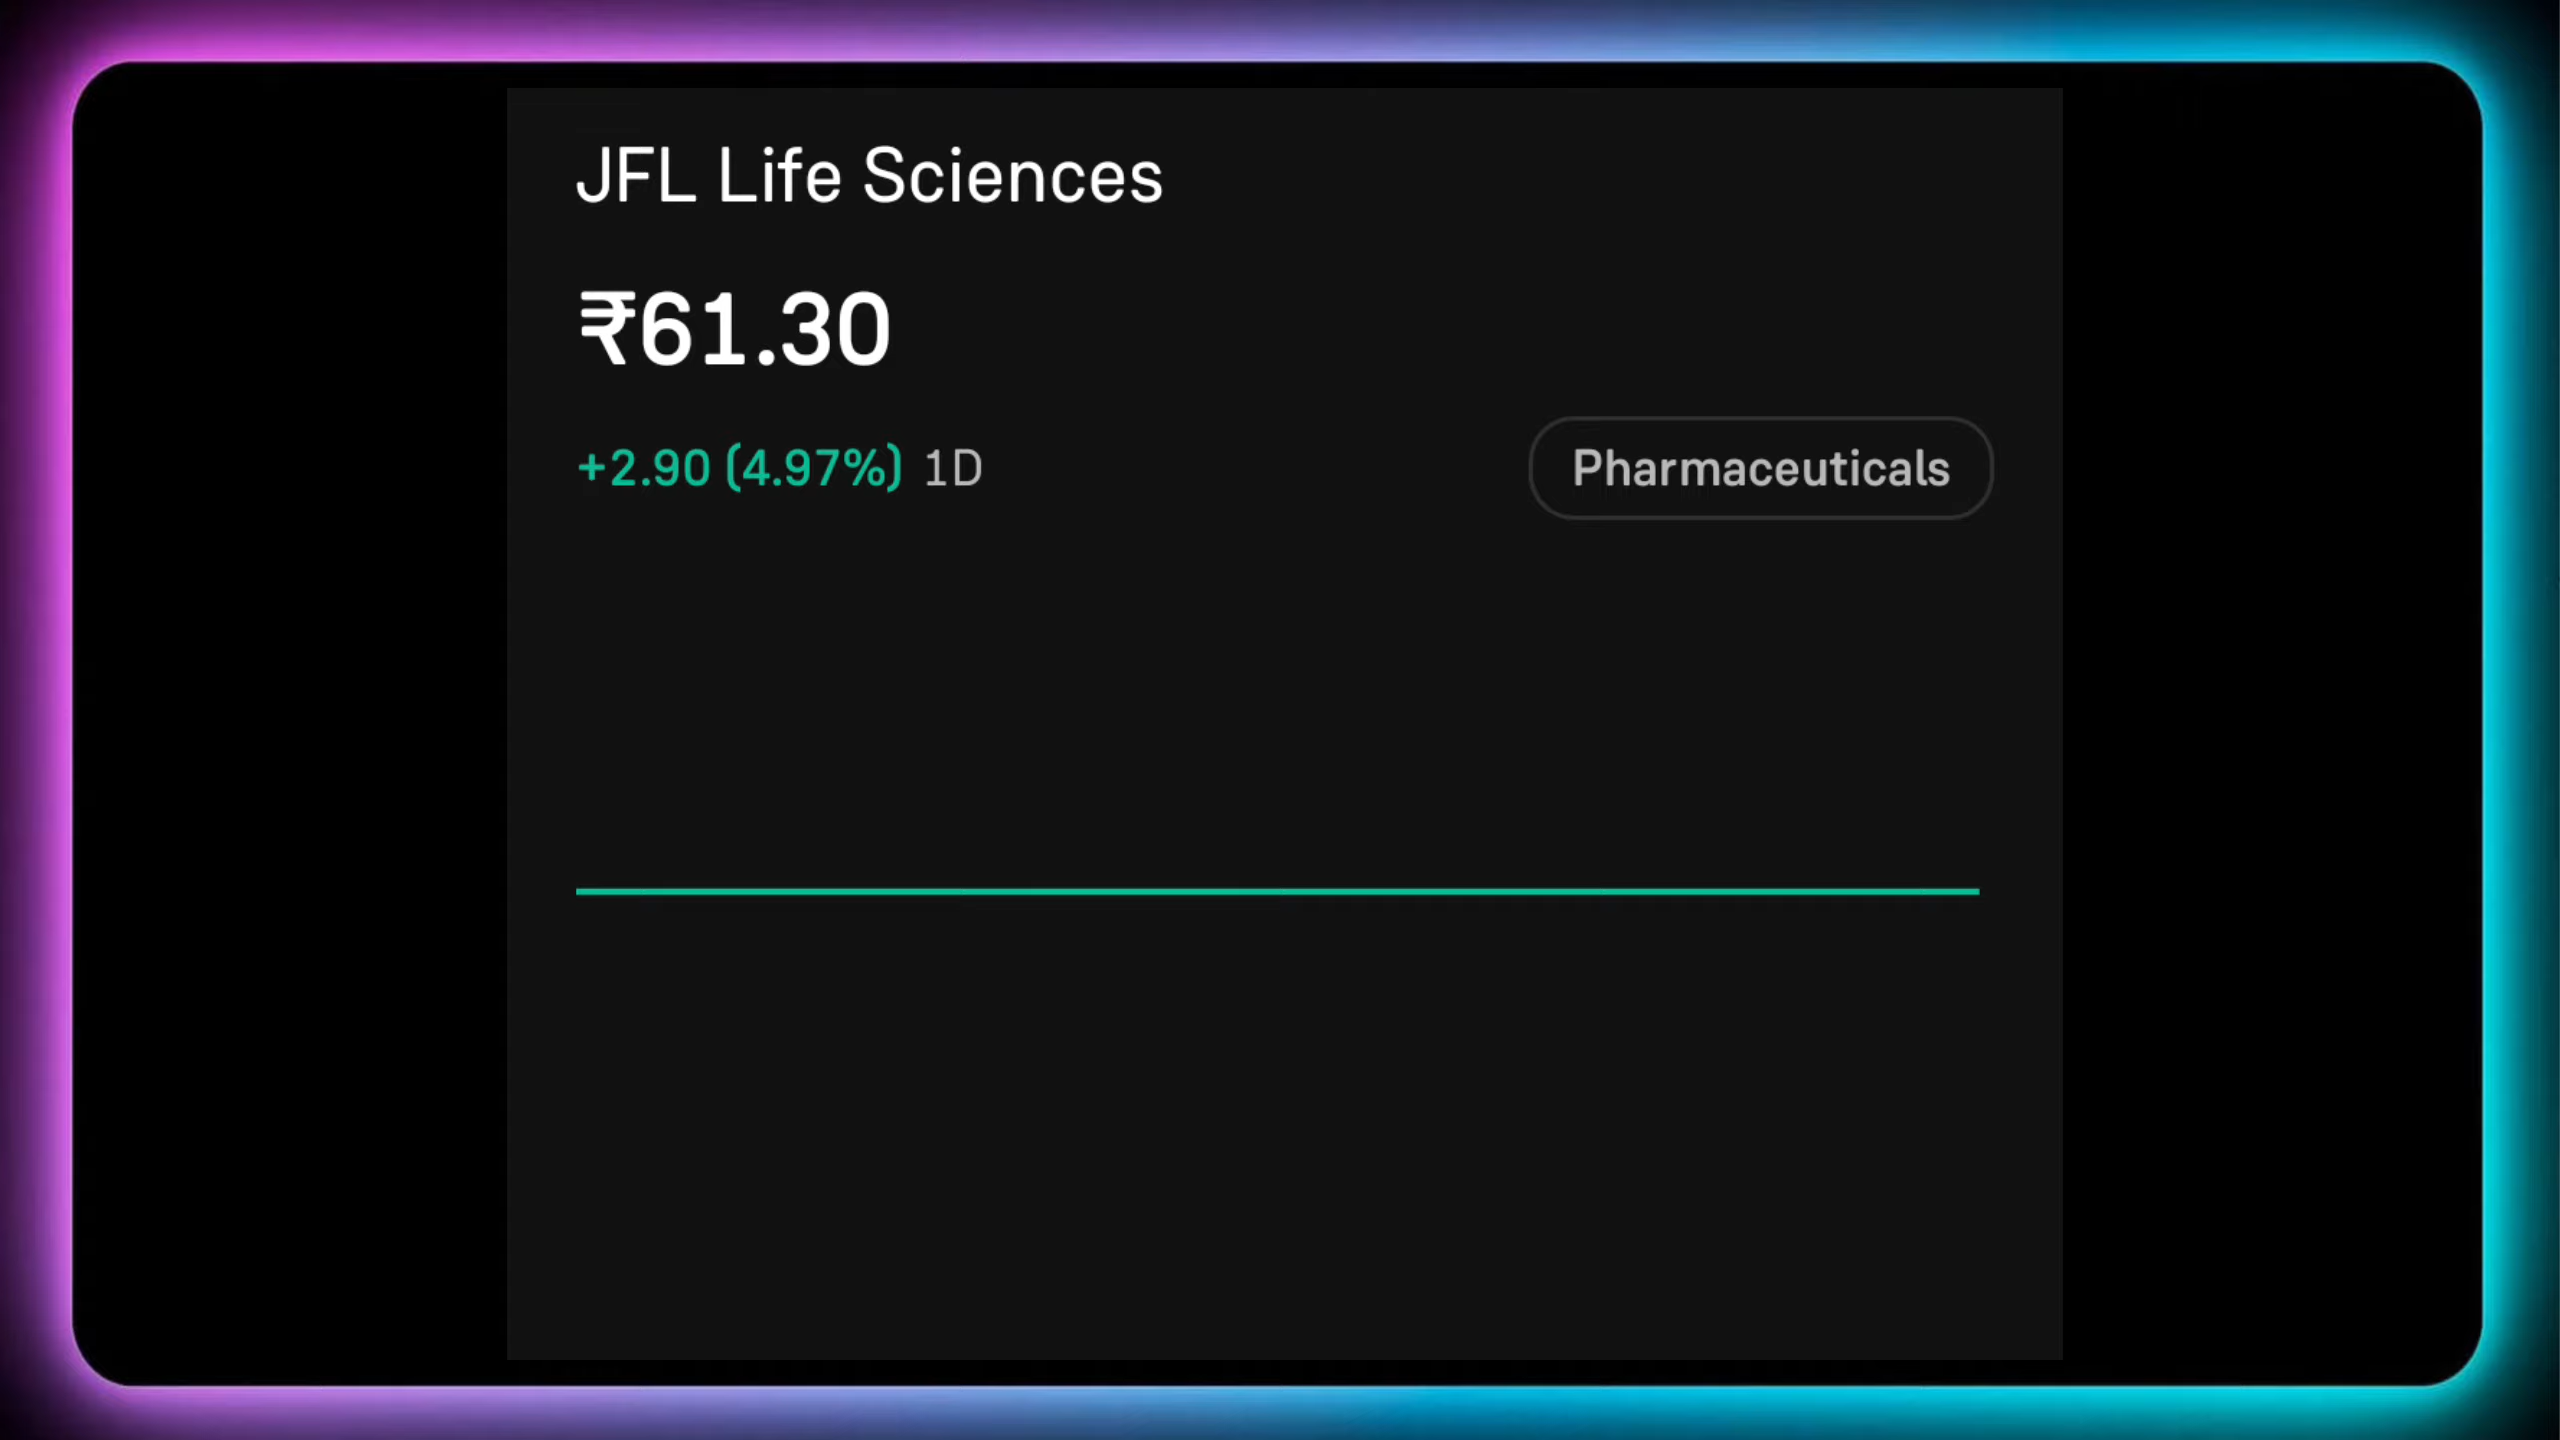 JFL Life Sciences
₹61.30
+2.90 (4.97%) 1D
Pharmaceuticals